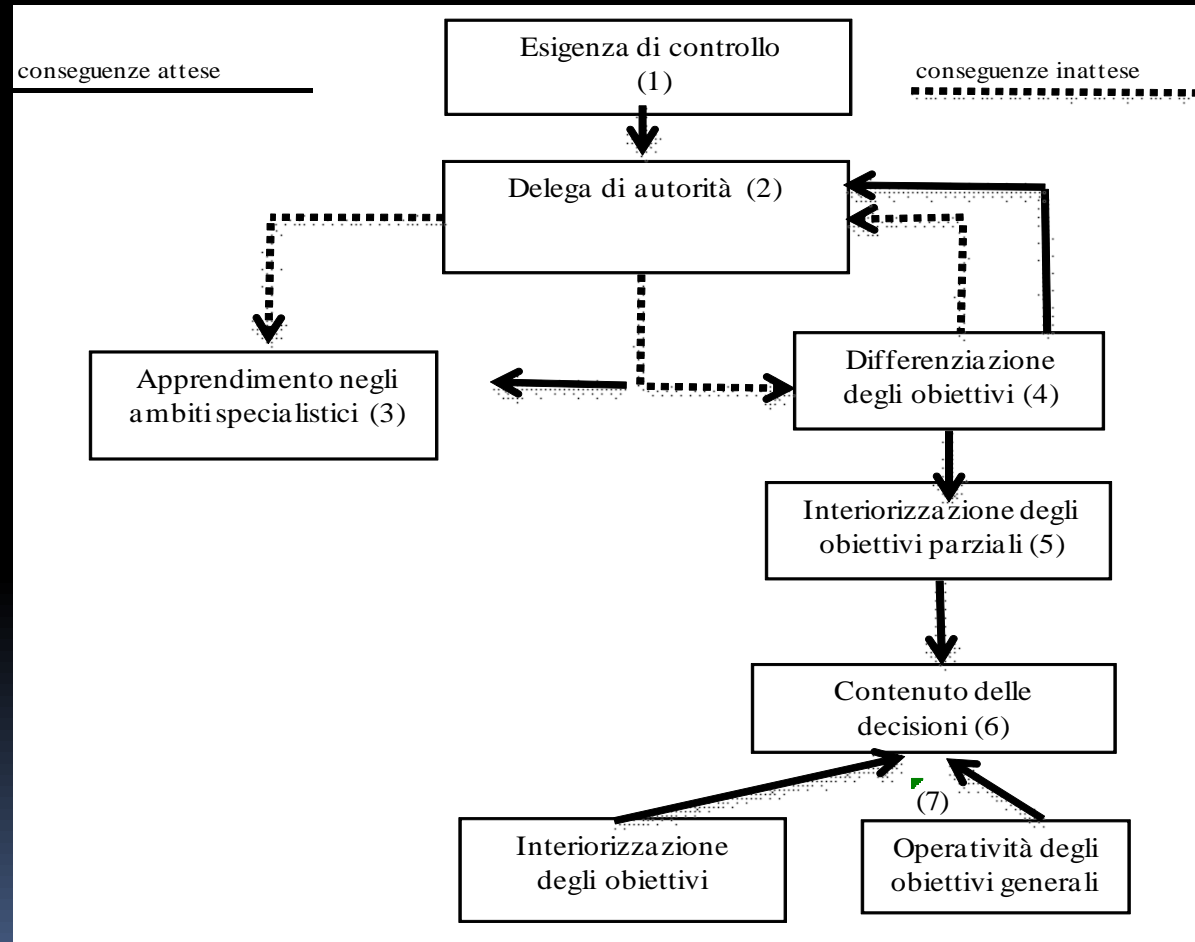 conseguenze attese
Esigenza di controllo
(1)
conseguenze inattese
Delega di autorità (2)
Apprendimento negli
ambiti specialistici (3)
Differenziazione
degli obiettivi (4)
Interiorizzazione degli
obiettivi parziali (5)
Contenuto delle
decisioni (6)
(7)
Interiorizzazione
degli obiettivi
Operatività degli
obiettivi generali